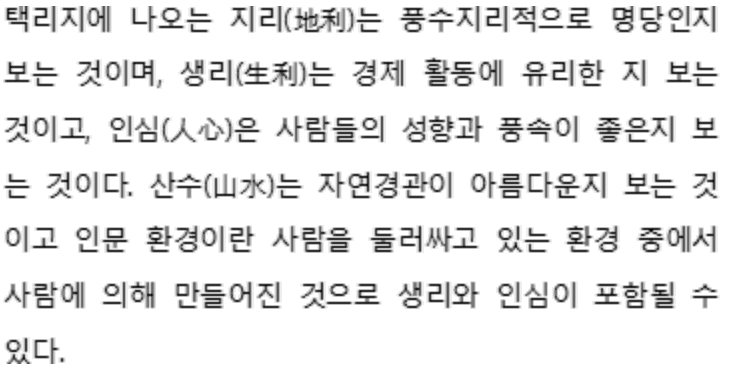 택리지에 나오는 지리(地利)는 풍수지리적으로 명당인지
보는 것이며, 생리(生利)는 경제 활동에 유리한 지 보는
것이고, 인심(人心)은 사람들의 성향과 풍속이 좋은지 보
는 것이다. 산수(山水)는 자연경관이 아름다운지 보는 것
이고 인문 환경이란 사람을 둘러싸고 있는 환경 중에서
사람에 의해 만들어진 것으로 생리와 인심이 포함될 수
있다.